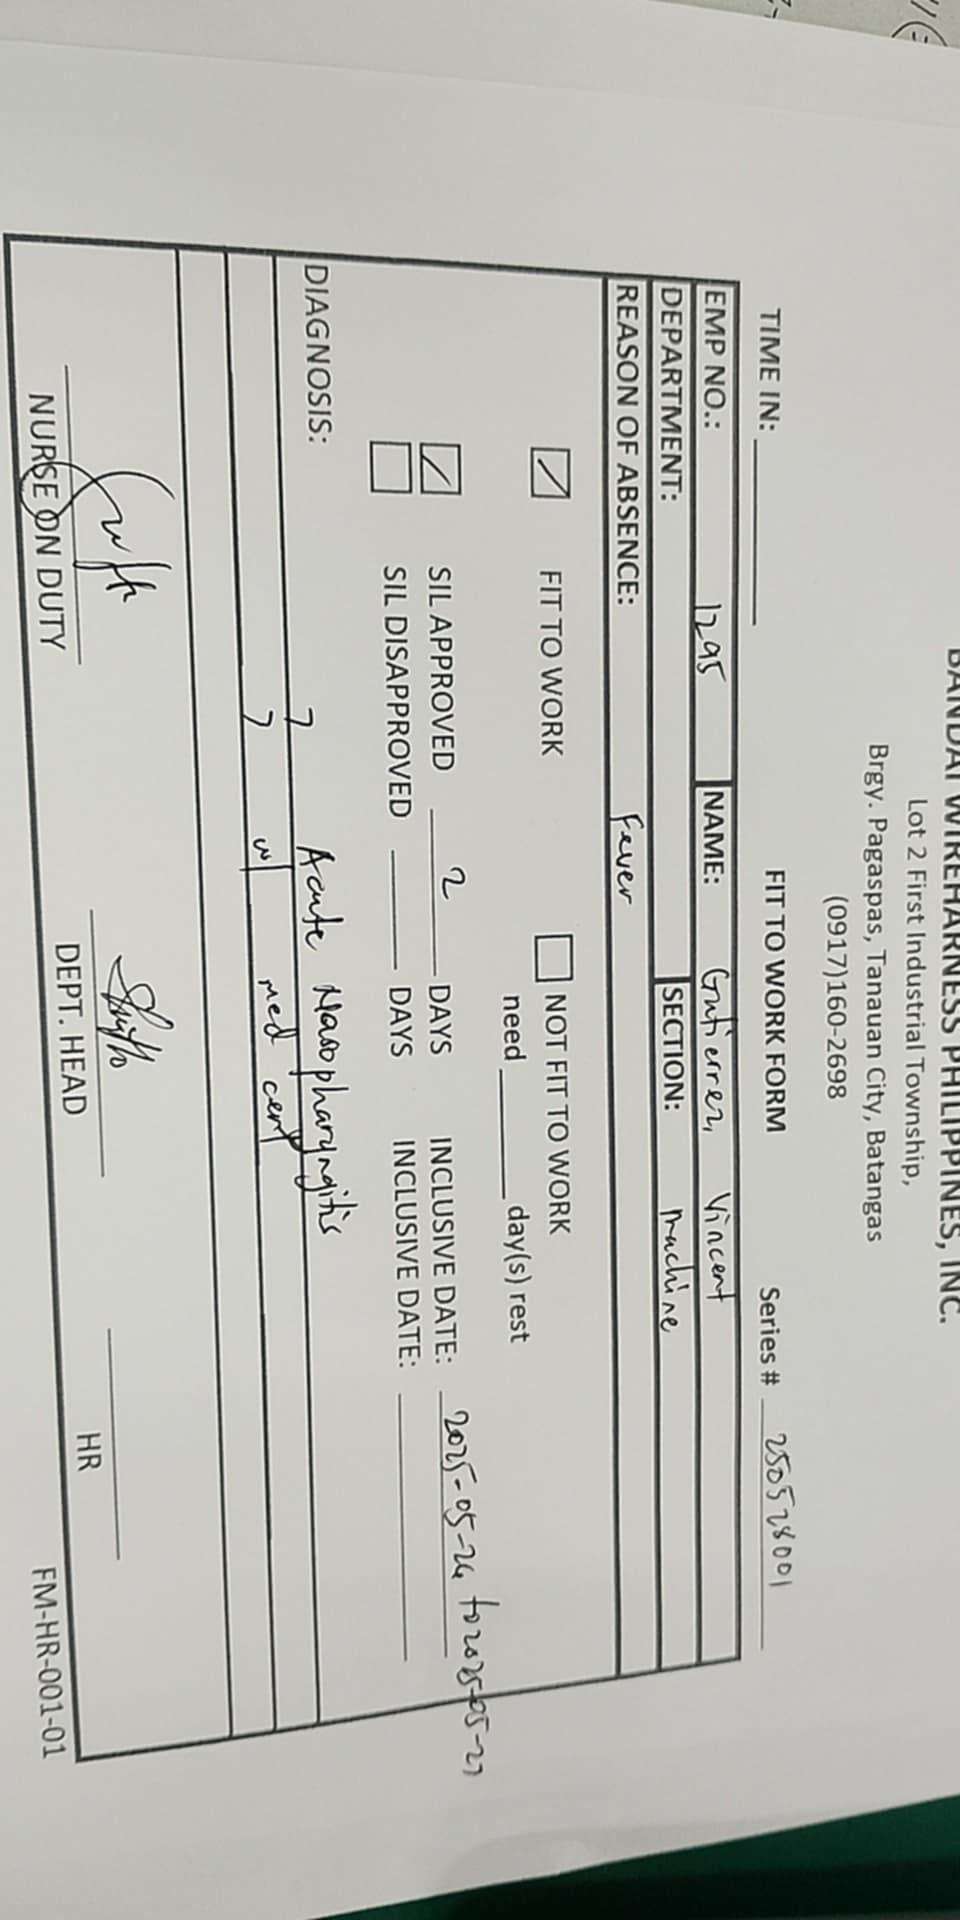 BANDAI WIREHARNESS PHILIPPINES, INC.
Lot 2 First Industrial Township,
Brgy. Pagaspas, Tanauan City, Batangas
(0917)160-2698
FIT TO WORK FORM
Series # 250528001
TIME IN:
EMP NO.: 1295 NAME: Gutierrez, Vincent
DEPARTMENT: SECTION: Machine
REASON OF ABSENCE: Fever
FIT TO WORK NOT FIT TO WORK
need ______ day(s) rest
SIL APPROVED 2 DAYS INCLUSIVE DATE: 2025-05-26 to 2025-05-27
SIL DISAPPROVED ______ DAYS INCLUSIVE DATE:
DIAGNOSIS:
Acute Nasopharyngitis
w/ med cert
NURSE ON DUTY DEPT. HEAD HR
FM-HR-001-01